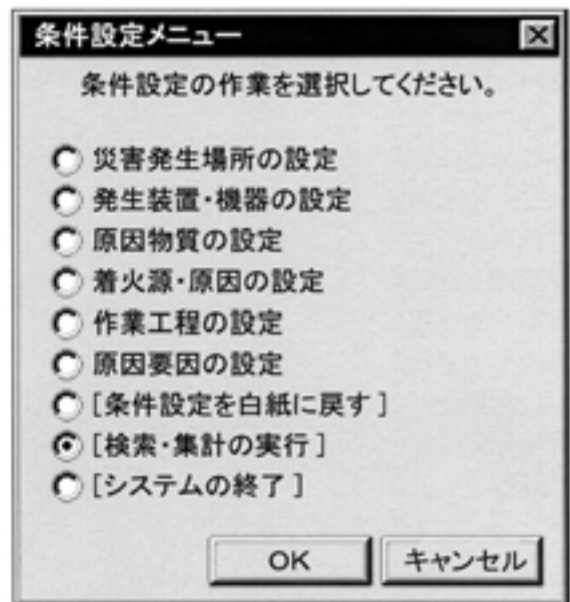 条件設定メニュー
条件設定の作業を選択してください。
災害発生場所の設定
発生装置・機器の設定
原因物質の設定
着火源・原因の設定
作業工程の設定
原因要因の設定
[条件設定を白紙に戻す]
[検索・集計の実行]
[システムの終了]
OK キャンセル